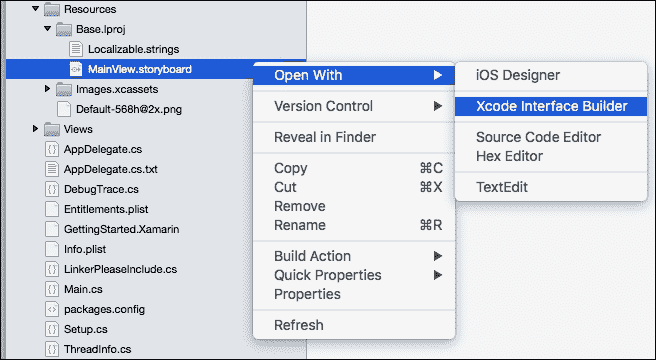 Resources
Base.lproj
Localizable.strings
MainView.storyboard
Images.xcassets
Default-568h@2x.png
Views
AppDelegate.cs
AppDelegate.cs.txt
DebugTrace.cs
Entitlements.plist
GettingStarted.Xamarin
Info.plist
LinkerPleaseInclude.cs
Main.cs
packages.config
Setup.cs
ThreadInfo.cs
Open With
Version Control
Reveal in Finder
Copy ⌘C
Cut ⌘X
Remove
Rename ⌘R
Build Action
Quick Properties
Properties
Refresh
iOS Designer
Xcode Interface Builder
Source Code Editor
Hex Editor
TextEdit